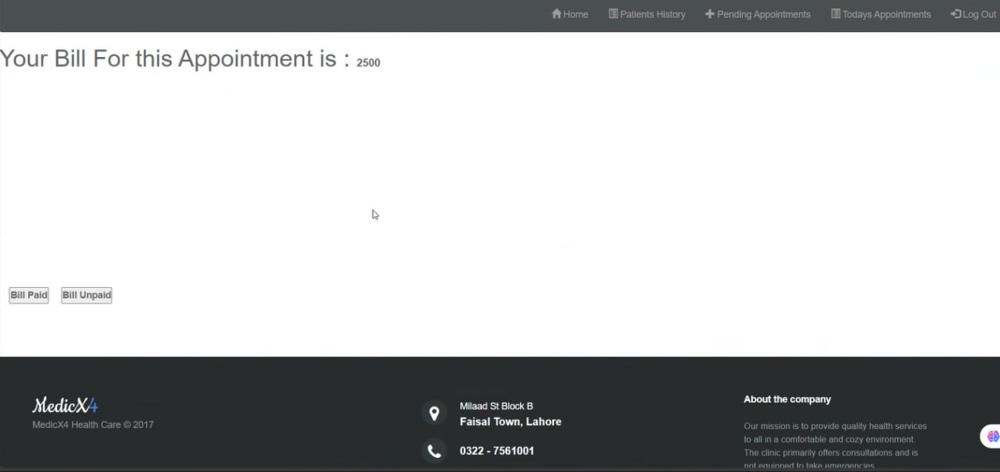 Home Patients History Pending Appointments Todays Appointments Log Out
Your Bill For this Appointment is : 2500
Bill Paid Bill Unpaid
MedicX4
MedicX4 Health Care © 2017
Milaad St Block B
Faisal Town, Lahore
0322 - 7561001
About the company
Our mission is to provide quality health services
to all in a comfortable and cozy environment.
The clinic primarily offers consultations and is
not equipped to take emergencies.